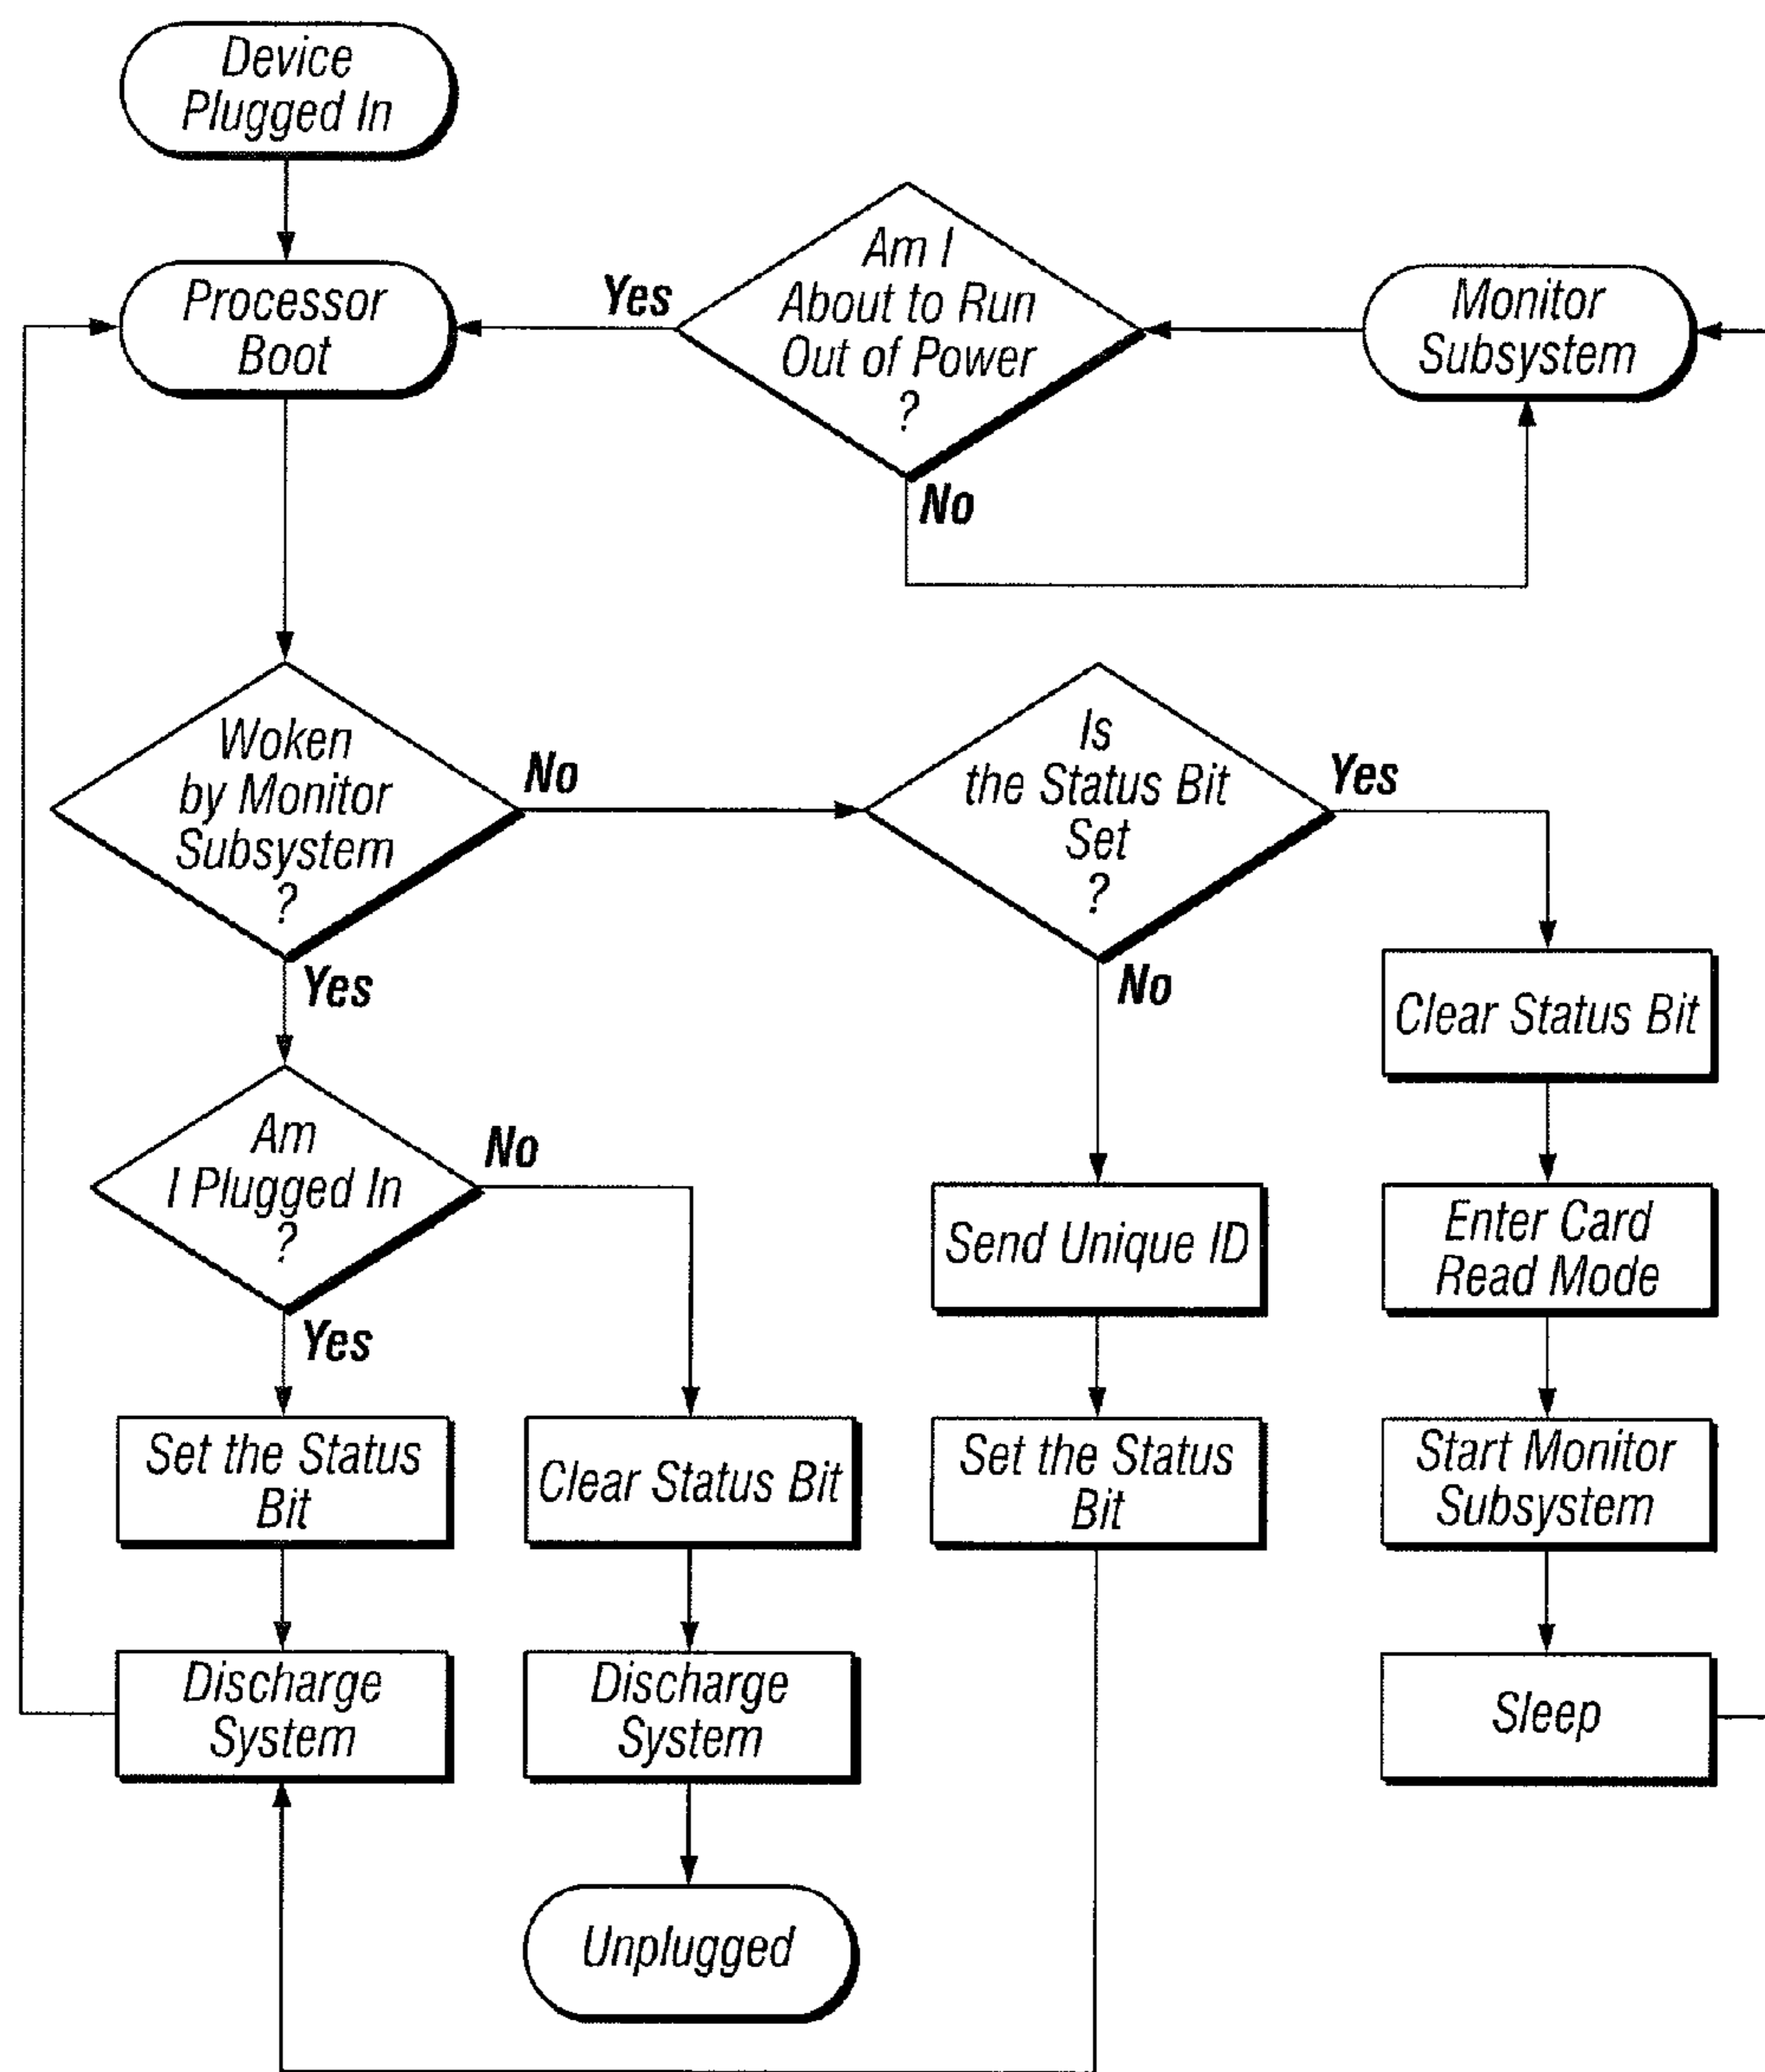 Device
Plugged In
Processor
Boot
Yes
Am I
About to Run
Out of Power
?
No
Monitor
Subsystem
Woken
by Monitor
Subsystem
?
No
Yes
Is
the Status Bit
Set
?
Yes
No
Clear Status Bit
Am
I Plugged In
?
No
Yes
Send Unique ID
Enter Card
Read Mode
Set the Status
Bit
Clear Status Bit
Set the Status
Bit
Start Monitor
Subsystem
Discharge
System
Discharge
System
Sleep
Unplugged